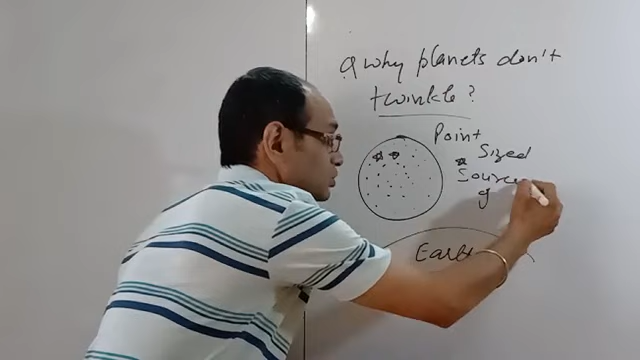 Q why planets don't
twinkle?
Point
Sized
Source
Earth